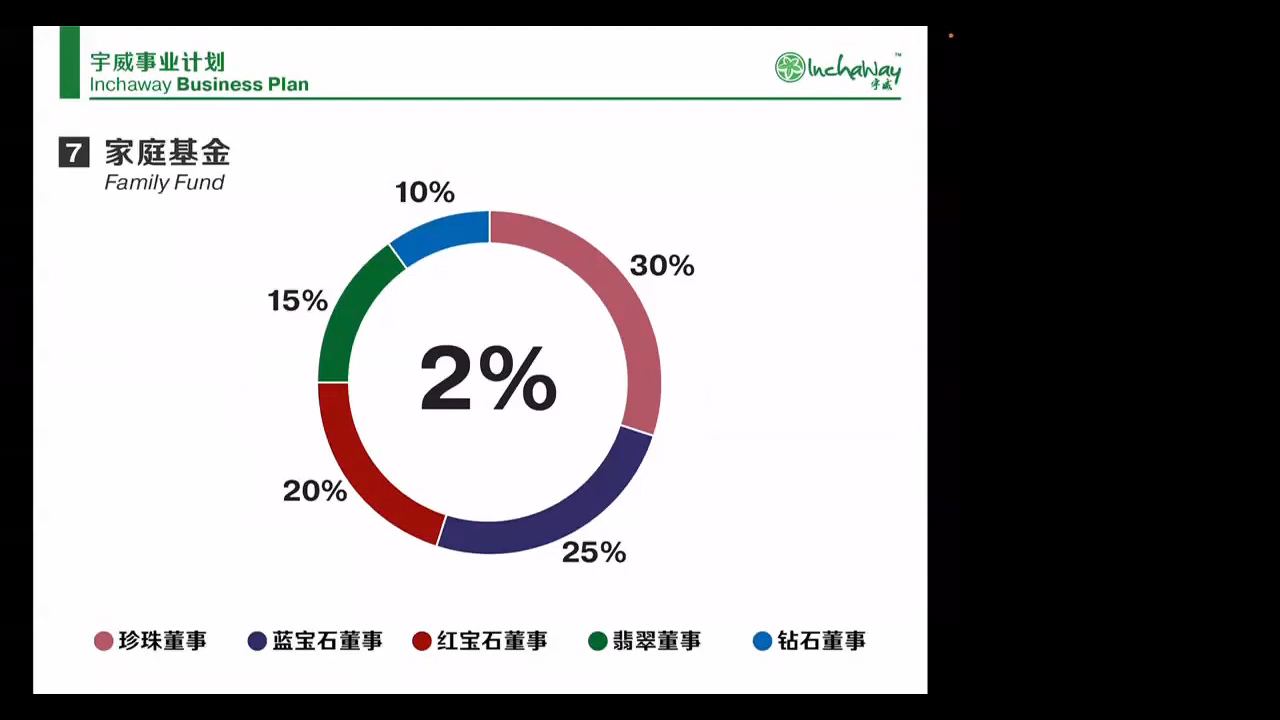 宇威事业计划
Inchaway Business Plan
Inchaway™
宇威
7 家庭基金
Family Fund
10%
30%
15%
2%
20%
25%
珍珠董事 蓝宝石董事 红宝石董事 翡翠董事 钻石董事